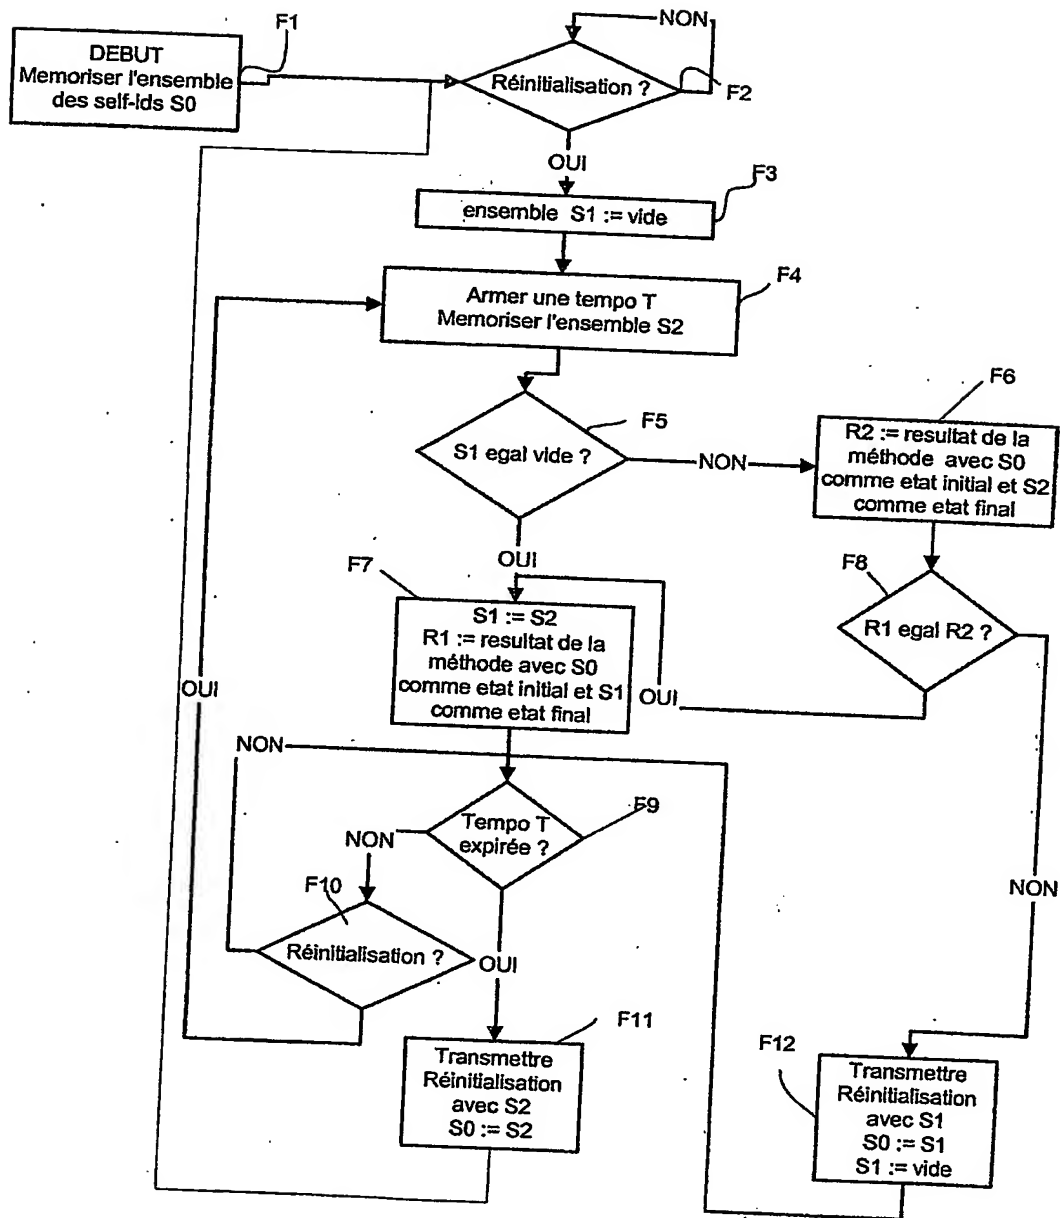 F1
DEBUT
Memoriser l'ensemble
des self-ids S0
NON
Réinitialisation ?
F2
OUI
F3
ensemble S1 := vide
F4
Armer une tempo T
Memoriser l'ensemble S2
F5
S1 egal vide ?
NON
F6
R2 := resultat de la
méthode avec S0
comme etat initial et S2
comme etat final
OUI
F7
S1 := S2
R1 := resultat de la
méthode avec S0
comme etat initial et S1
comme etat final
F8
R1 egal R2 ?
OUI
OUI
NON
F9
Tempo T
expirée ?
NON
F10
Réinitialisation ?
OUI
NON
F11
Transmettre
Réinitialisation
avec S2
S0 := S2
F12
Transmettre
Réinitialisation
avec S1
S0 := S1
S1 := vide